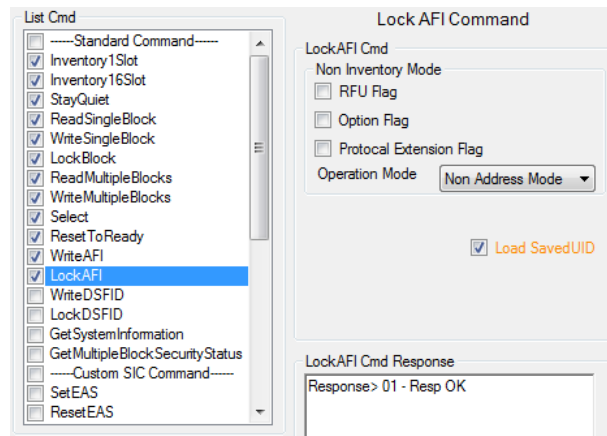 List Cmd
------Standard Command------
Inventory1Slot
Inventory16Slot
StayQuiet
ReadSingleBlock
WriteSingleBlock
LockBlock
ReadMultipleBlocks
WriteMultipleBlocks
Select
ResetToReady
WriteAFI
LockAFI
WriteDSFID
LockDSFID
GetSystemInformation
GetMultipleBlockSecurityStatus
------Custom SIC Command------
SetEAS
ResetEAS
Lock AFI Command
LockAFI Cmd
Non Inventory Mode
RFU Flag
Option Flag
Protocal Extension Flag
Operation Mode Non Address Mode
Load SavedUID
LockAFI Cmd Response
Response> 01 - Resp OK